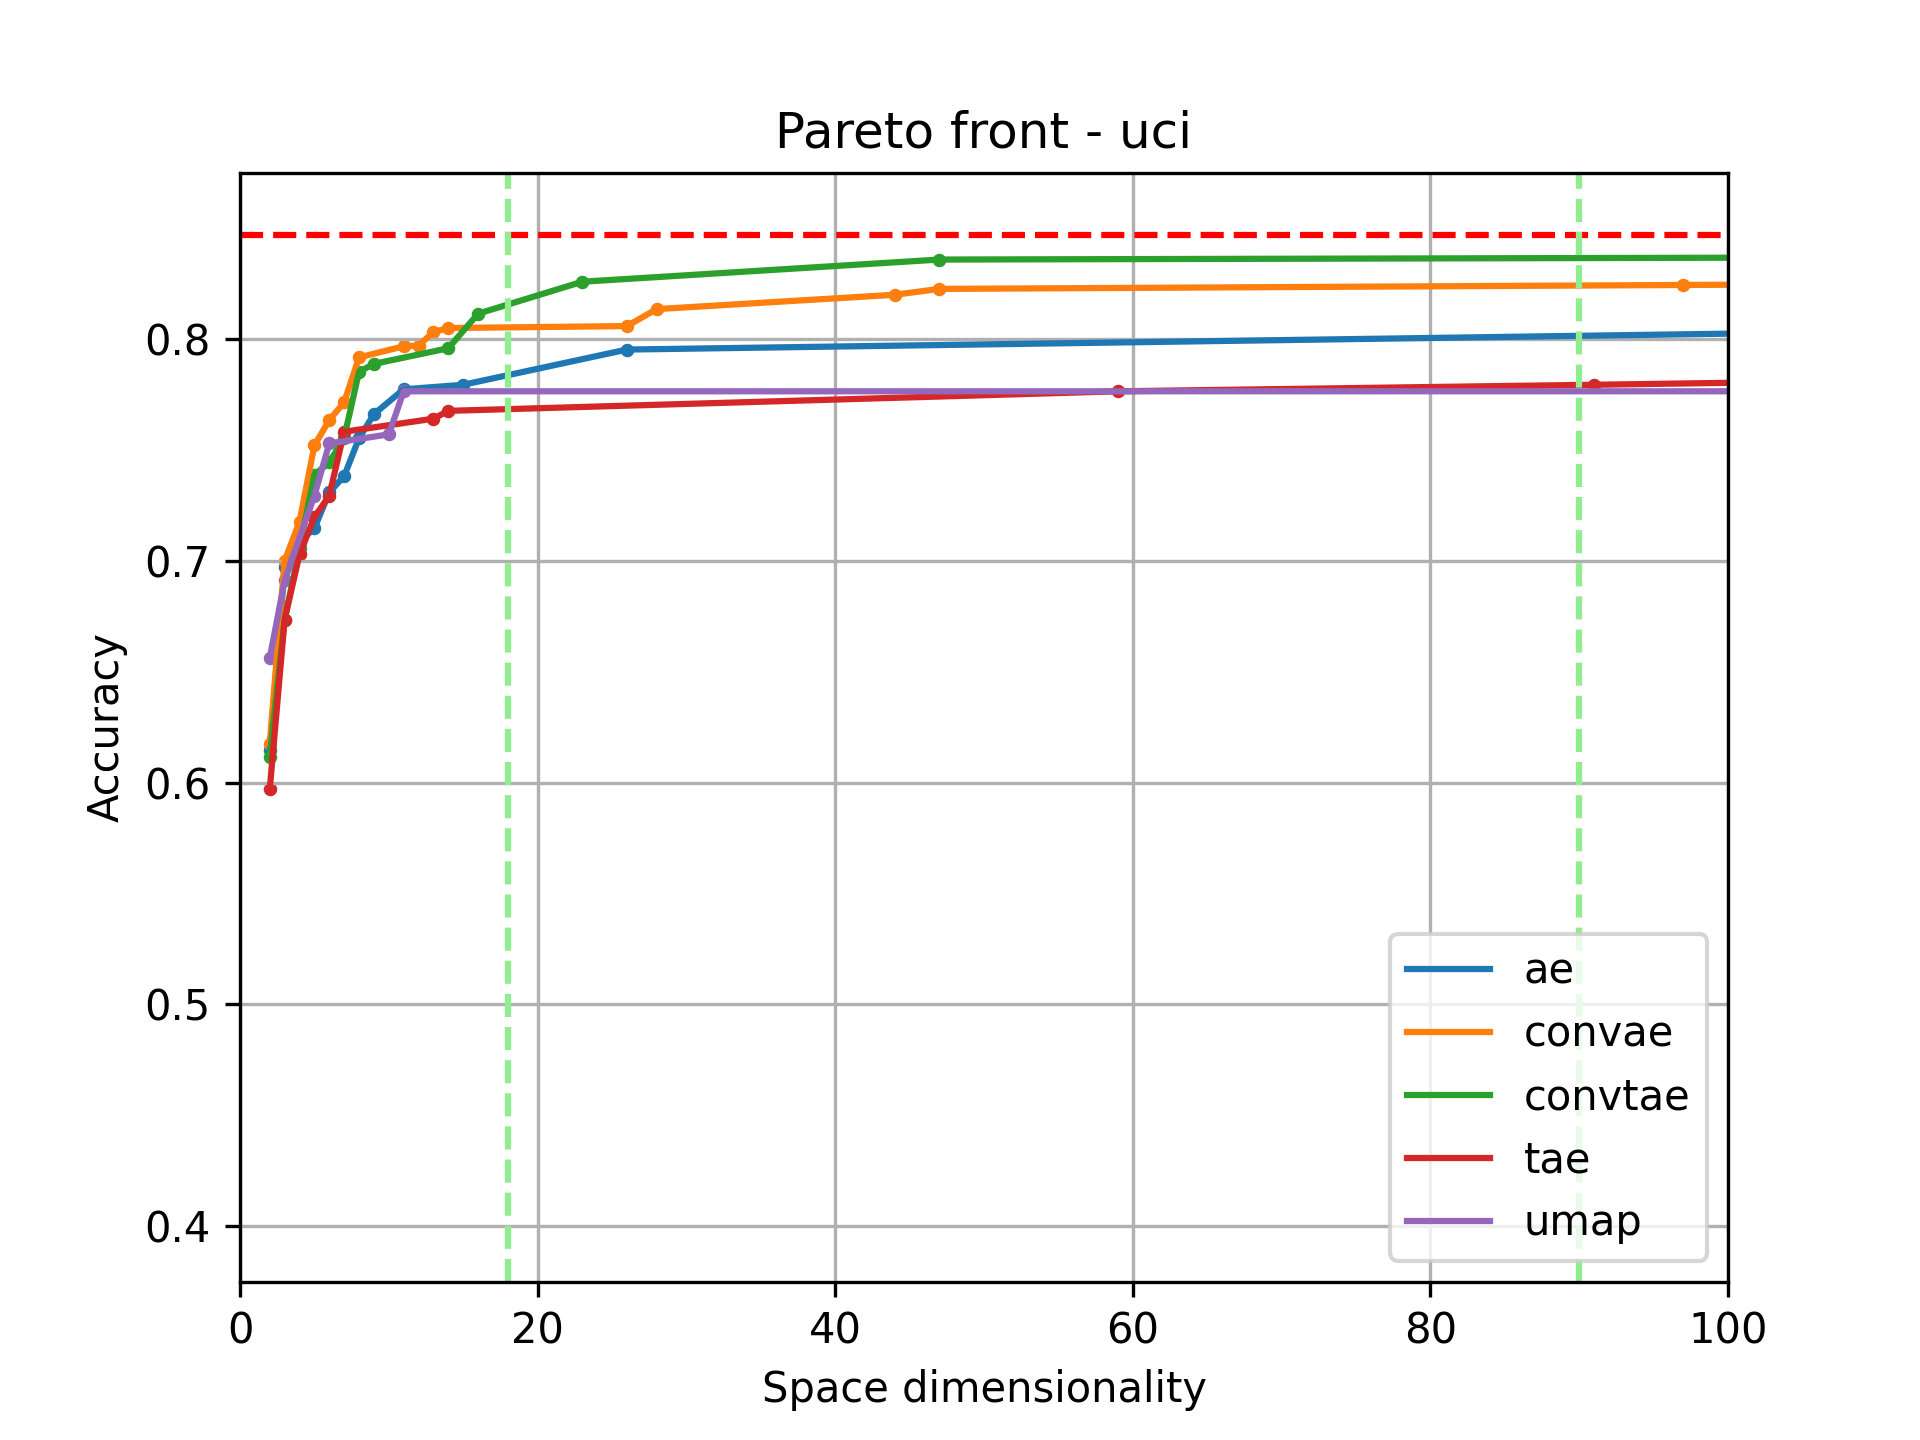 Pareto front - uci
Accuracy
0.8
0.7
0.6
0.5
0.4
0
20
40
60
80
100
Space dimensionality
ae
convae
convtae
tae
umap